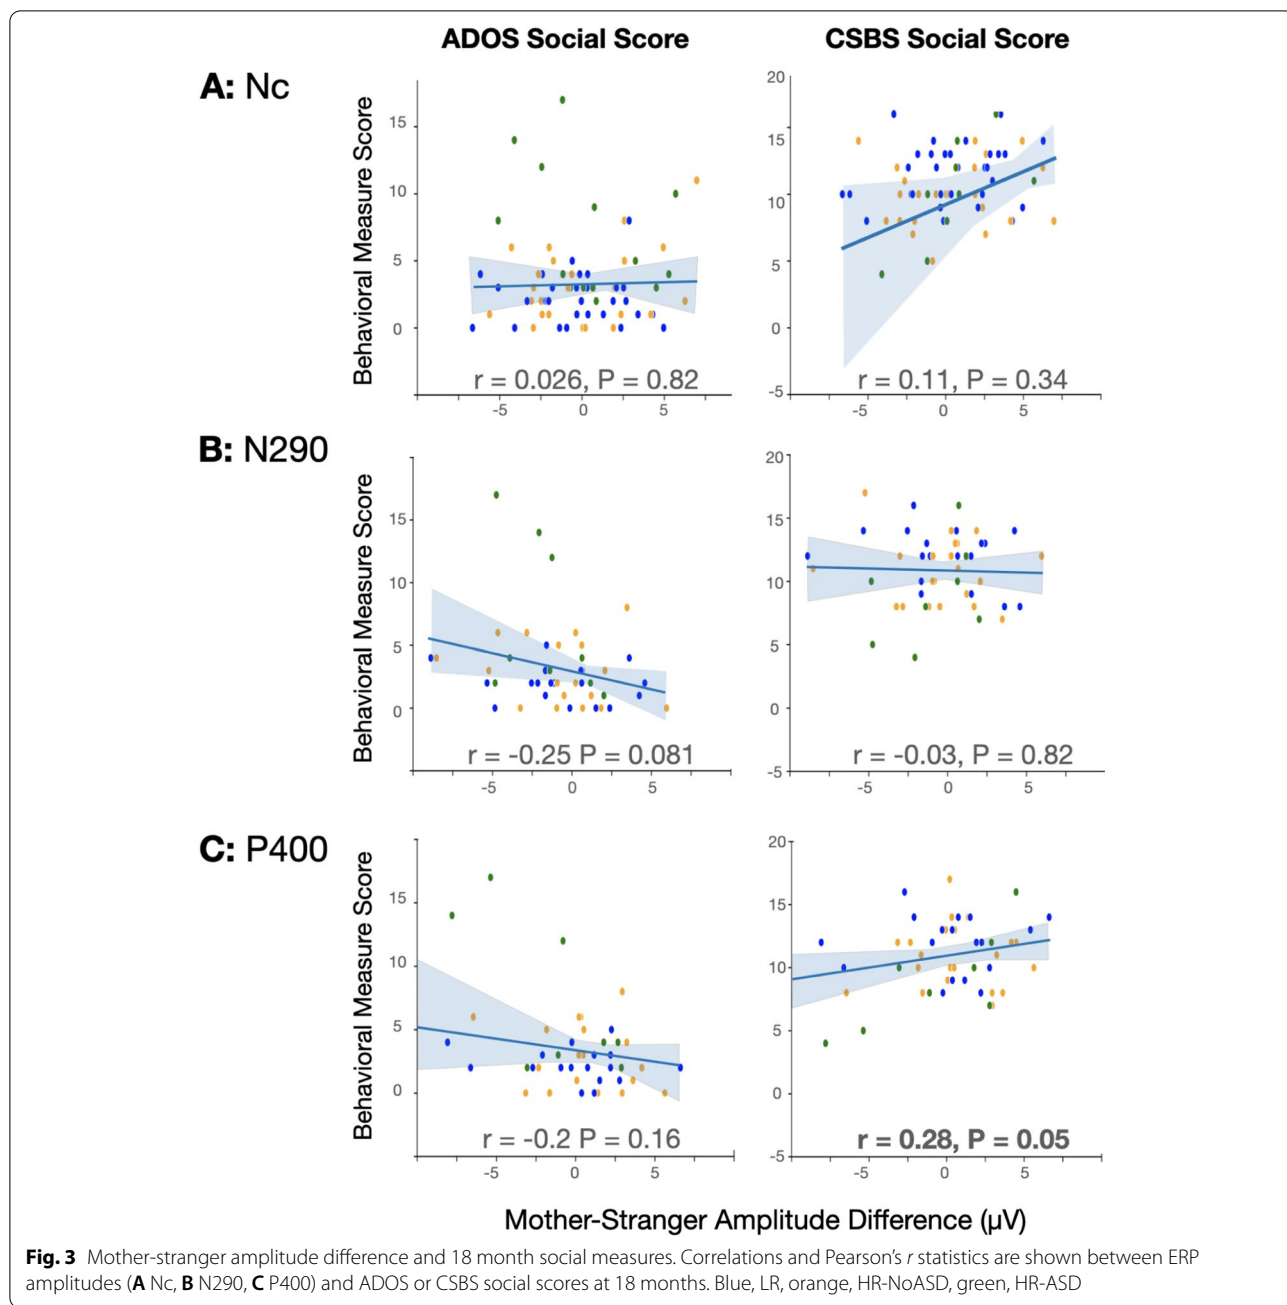 ADOS Social Score
CSBS Social Score
A: Nc
Behavioral Measure Score
15
10
5
0
r = 0.026, P = 0.82
-5
0
5
20
15
10
5
0
-5
r = 0.11, P = 0.34
-5
0
5
B: N290
Behavioral Measure Score
15
10
5
0
r = -0.25 P = 0.081
-5
0
5
20
15
10
5
0
-5
r = -0.03, P = 0.82
-5
0
5
C: P400
Behavioral Measure Score
15
10
5
0
r = -0.2 P = 0.16
-5
0
5
20
15
10
5
0
-5
r = 0.28, P = 0.05
-5
0
5
Mother-Stranger Amplitude Difference (µV)
Fig. 3 Mother-stranger amplitude difference and 18 month social measures. Correlations and Pearson's r statistics are shown between ERP
amplitudes (A Nc, B N290, C P400) and ADOS or CSBS social scores at 18 months. Blue, LR, orange, HR-NoASD, green, HR-ASD